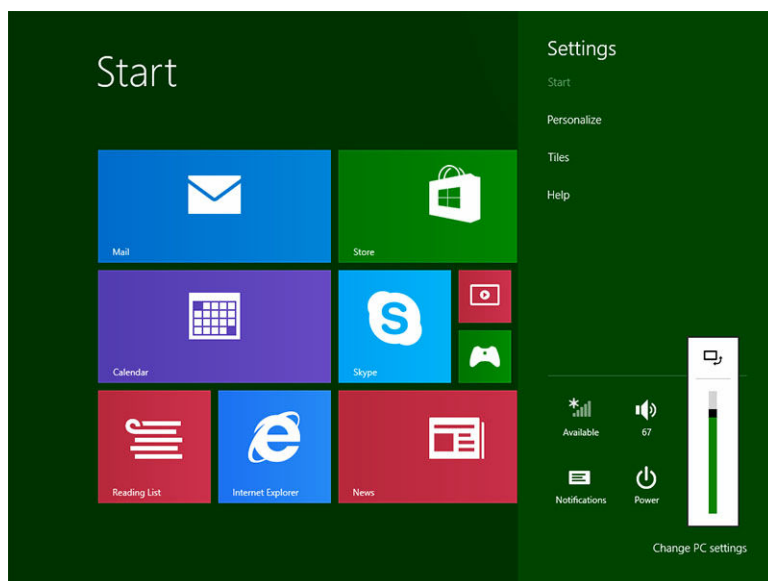 Start
Mail
Store
Calendar
Skype
Reading List
Internet Explorer
News
Settings
Start
Personalize
Tiles
Help
Available
67
Notifications
Power
Change PC settings